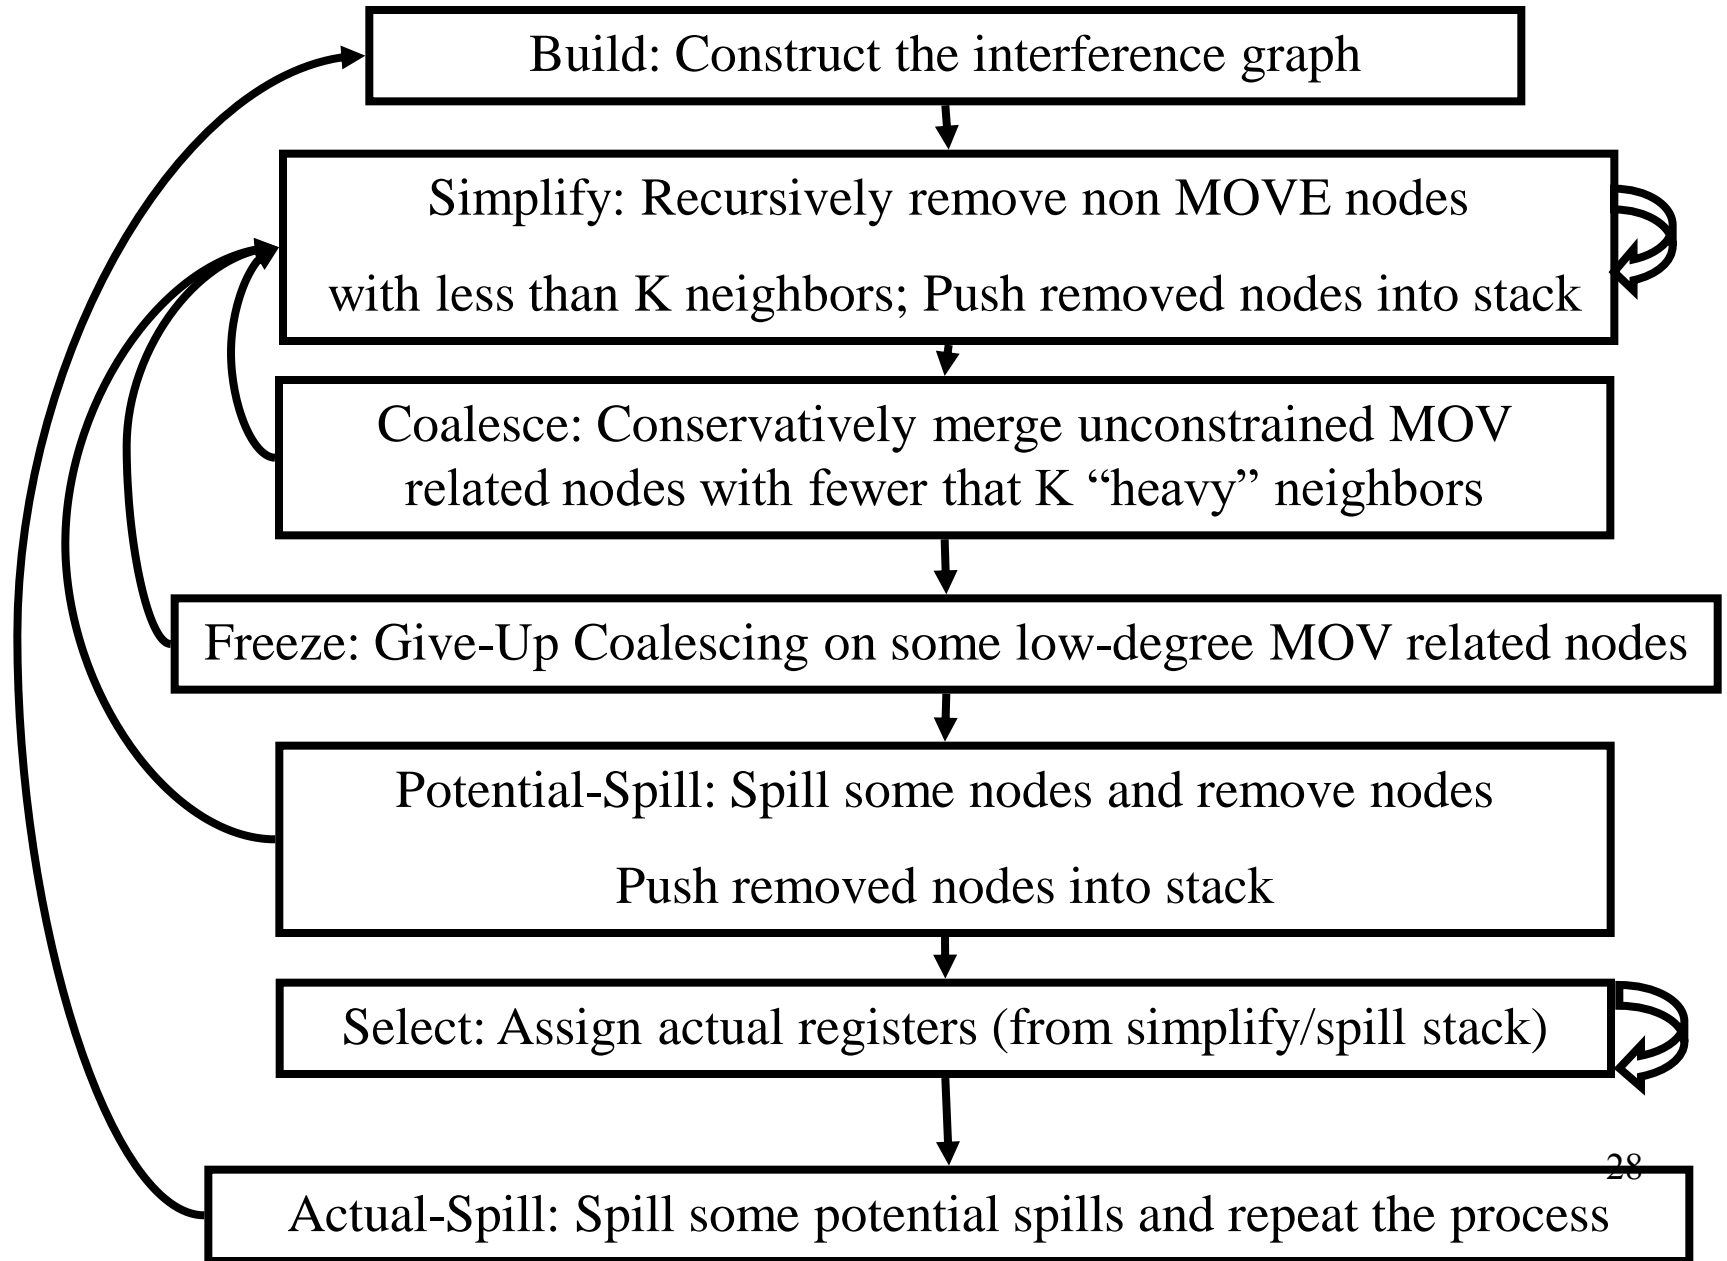 Build: Construct the interference graph
Simplify: Recursively remove non MOVE nodes
with less than K neighbors; Push removed nodes into stack
Coalesce: Conservatively merge unconstrained MOV
related nodes with fewer that K “heavy” neighbors
Freeze: Give-Up Coalescing on some low-degree MOV related nodes
Potential-Spill: Spill some nodes and remove nodes
Push removed nodes into stack
Select: Assign actual registers (from simplify/spill stack)
28
Actual-Spill: Spill some potential spills and repeat the process